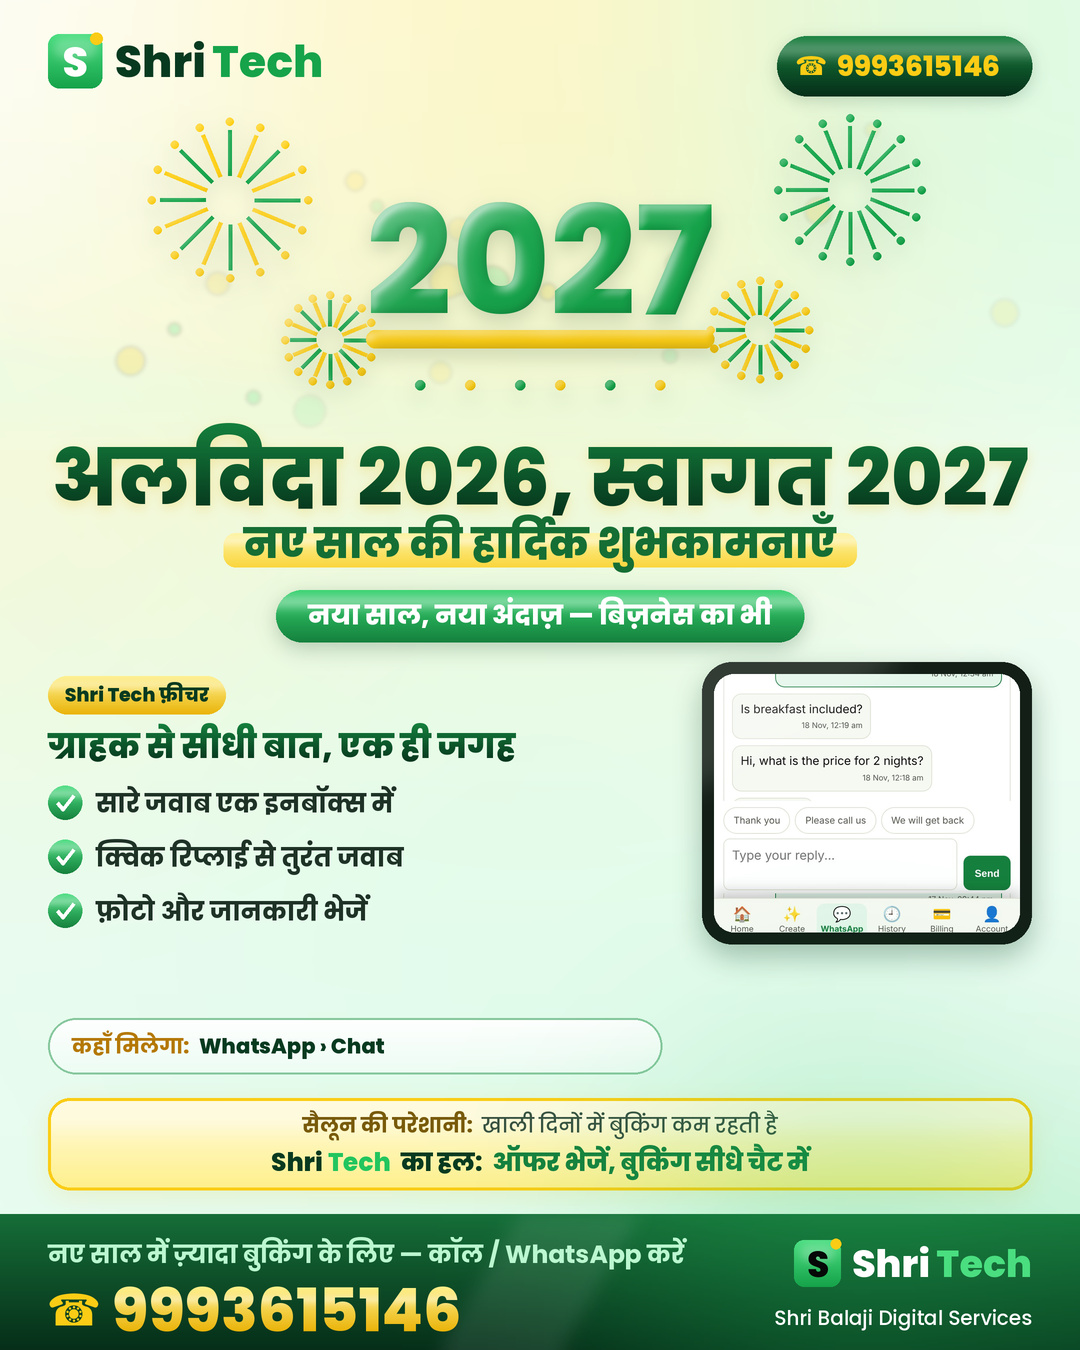 S Shri Tech
☎ 9993615146
2027
अलविदा 2026, स्वागत 2027
नए साल की हार्दिक शुभकामनाएँ
नया साल, नया अंदाज़ — बिज़नेस का भी
Shri Tech फ़ीचर
ग्राहक से सीधी बात, एक ही जगह
सारे जवाब एक इनबॉक्स में
क्विक रिप्लाई से तुरंत जवाब
फ़ोटो और जानकारी भेजें
Is breakfast included?
18 Nov, 12:19 am
Hi, what is the price for 2 nights?
18 Nov, 12:18 am
Thank you Please call us We will get back
Type your reply...
Send
Home Create WhatsApp History Billing Account
कहाँ मिलेगा: WhatsApp › Chat
सैलून की परेशानी: खाली दिनों में बुकिंग कम रहती है
Shri Tech का हल: ऑफर भेजें, बुकिंग सीधे चैट में
नए साल में ज़्यादा बुकिंग के लिए — कॉल / WhatsApp करें
☎ 9993615146
S Shri Tech
Shri Balaji Digital Services